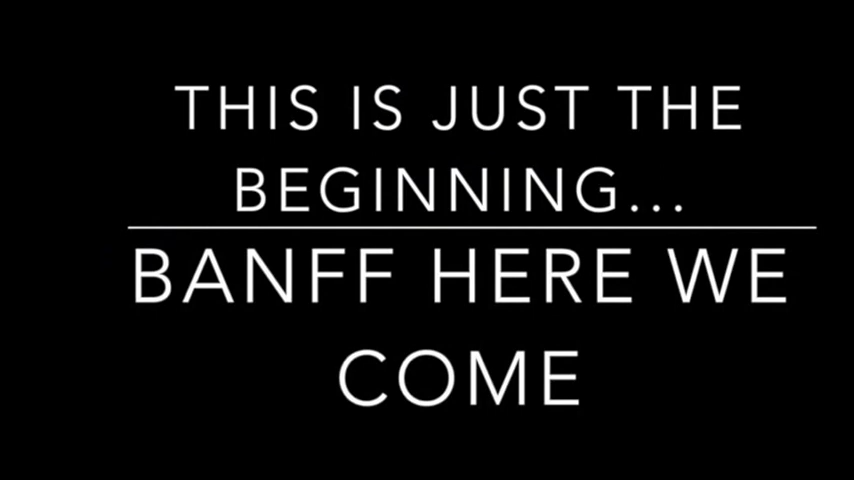 THIS IS JUST THE
BEGINNING...
BANFF HERE WE
COME